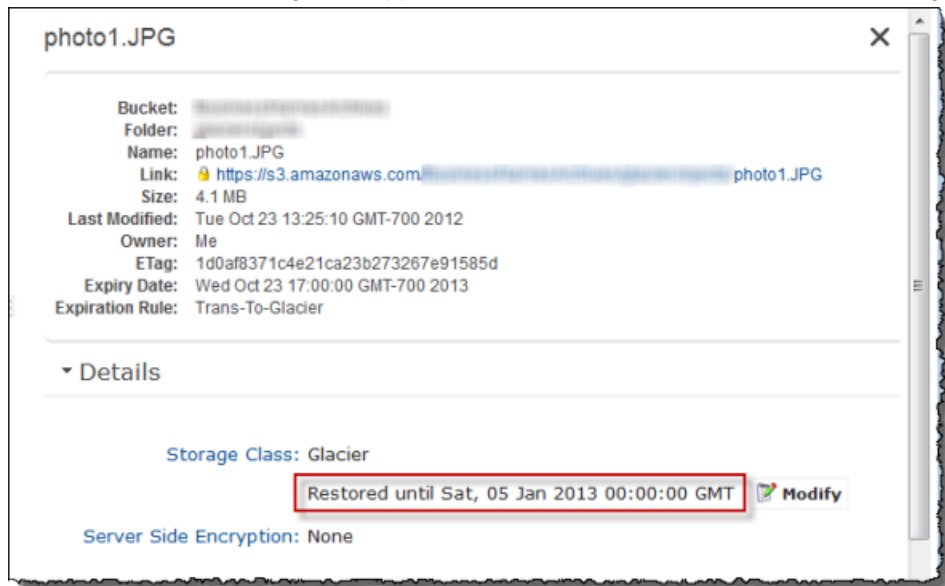 photo1.JPG
Bucket:
Folder:
Name: photo1.JPG
Link: https://s3.amazonaws.com photo1.JPG
Size: 4.1 MB
Last Modified: Tue Oct 23 13:25:10 GMT-700 2012
Owner: Me
ETag: 1d0af8371c4e21ca23b273267e91585d
Expiry Date: Wed Oct 23 17:00:00 GMT-700 2013
Expiration Rule: Trans-To-Glacier
Details
Storage Class: Glacier
Restored until Sat, 05 Jan 2013 00:00:00 GMT Modify
Server Side Encryption: None